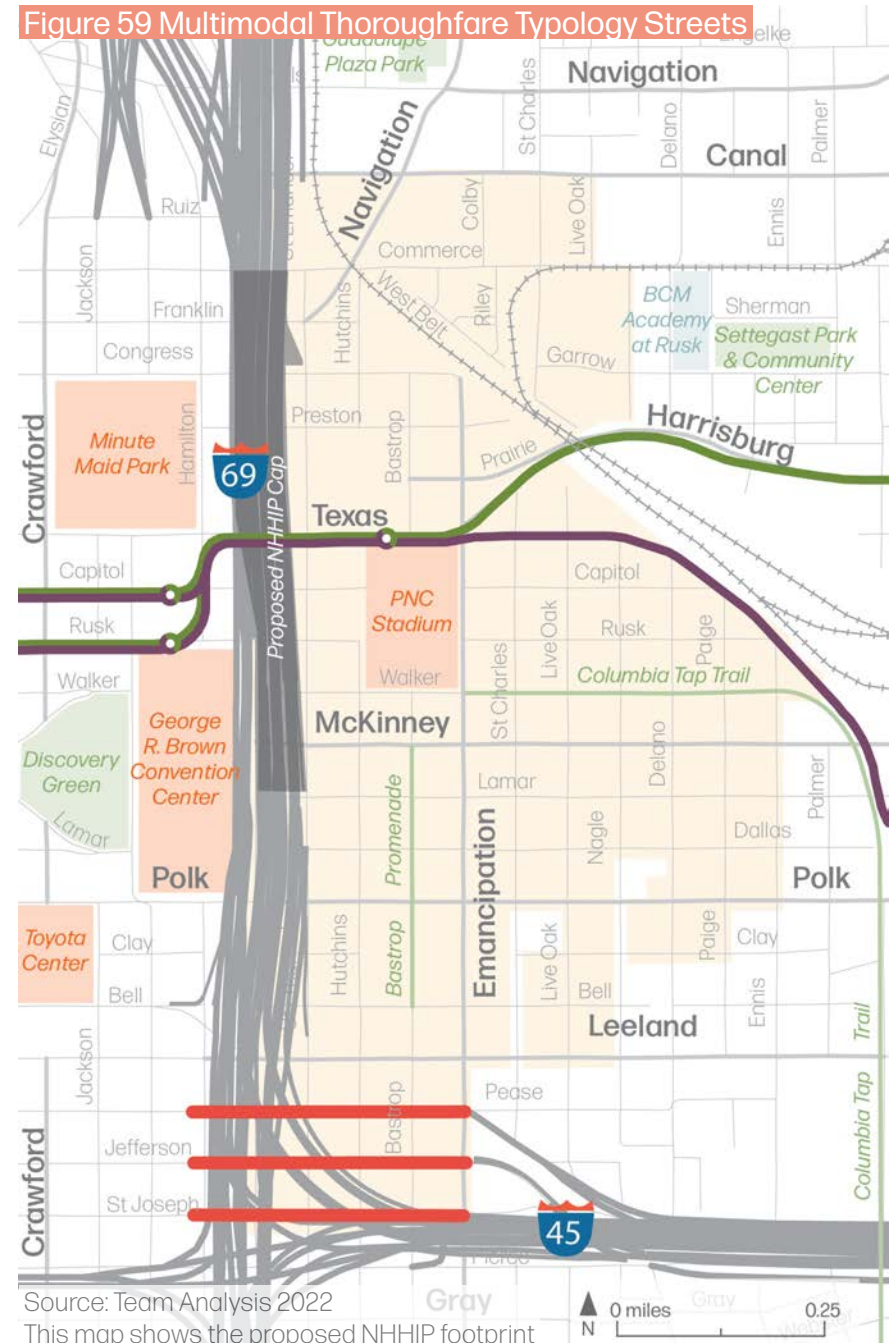 Figure 59 Multimodal Thoroughfare Typology Streets
Engelke
Guadalupe
Plaza Park
Navigation
Elysian
St Charles
Delano
Palmer
Canal
Navigation
Ruiz
St Emanuel
Colby
Live Oak
Ennis
Commerce
Jackson
Franklin
Hutchins
West Belt
Riley
BCM
Academy
at Rusk
Sherman
Settegast Park
& Community
Center
Congress
Garrow
Crawford
Minute
Maid Park
Hamilton
69
Proposed NHHIP Cap
Preston
Bastrop
Prairie
Harrisburg
Texas
Capitol
Capitol
PNC
Stadium
Rusk
Live Oak
Rusk
Paige
Walker
Walker
St Charles
Columbia Tap Trail
George
R. Brown
Convention
Center
McKinney
Discovery
Green
Lamar
Lamar
Delano
Palmer
Promenade
Emancipation
Nagle
Dallas
Polk
Polk
Toyota
Center
Clay
Hutchins
Bastrop
Live Oak
Paige
Clay
Bell
Bell
Ennis
Leeland
Trail
Jackson
Pease
Bastrop
Columbia Tap
Jefferson
Crawford
St Joseph
45
Pierce
Source: Team Analysis 2022
Gray
Gray
N
0 miles
0.25
Webster
This map shows the proposed NHHIP footprint